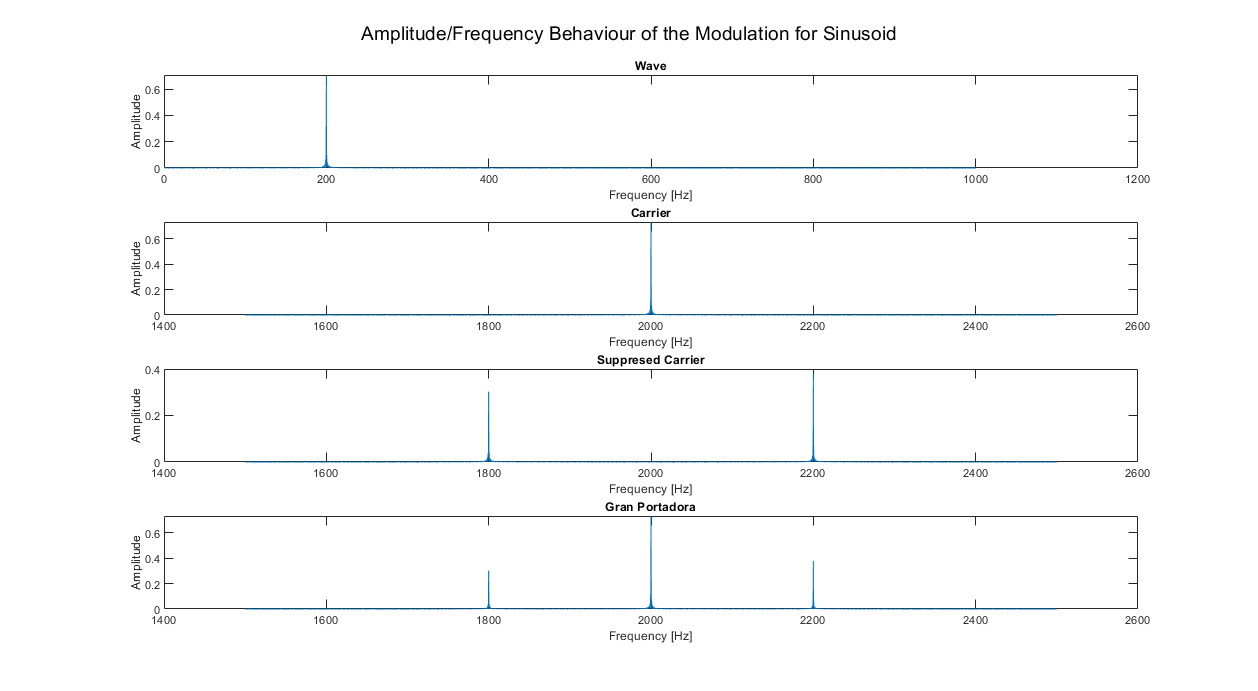 Amplitude/Frequency Behaviour of the Modulation for Sinusoid
Wave
Amplitude
0.6
0.4
0.2
0
0 200 400 600 800 1000 1200
Frequency [Hz]
Carrier
Amplitude
0.6
0.4
0.2
0
1400 1600 1800 2000 2200 2400 2600
Frequency [Hz]
Suppresed Carrier
Amplitude
0.4
0.2
0
1400 1600 1800 2000 2200 2400 2600
Frequency [Hz]
Gran Portadora
Amplitude
0.6
0.4
0.2
0
1400 1600 1800 2000 2200 2400 2600
Frequency [Hz]